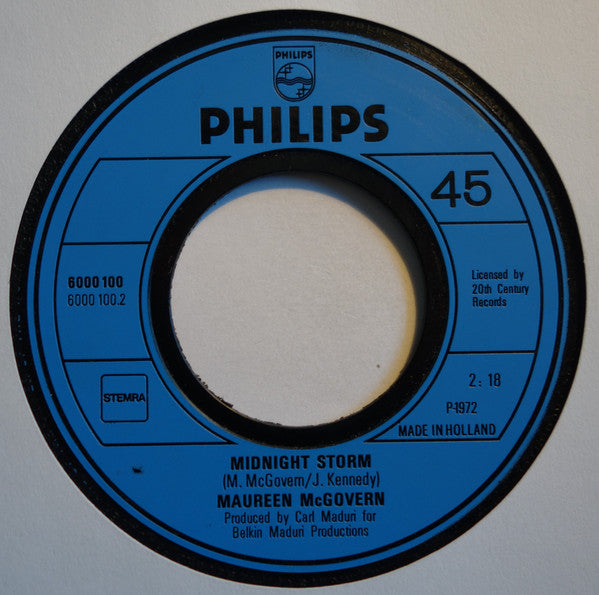 PHILIPS
PHILIPS
45
6000 100
6000 100.2
Licensed by
20th Century
Records
STEMRA
2:18
P-1972
MADE IN HOLLAND
MIDNIGHT STORM
(M. McGovern/J. Kennedy)
MAUREEN McGOVERN
Produced by Carl Maduri for
Belkin Maduri Productions